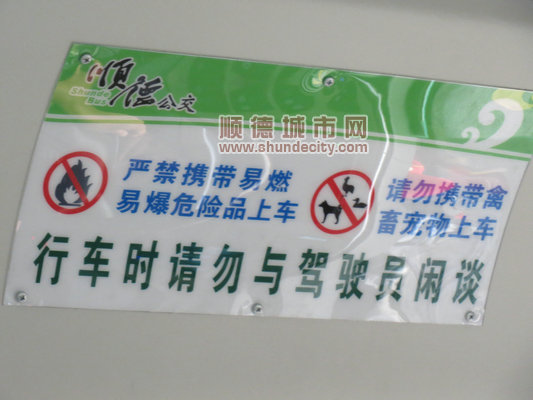 顺德公交
Shunde
Bus
顺德城市网
www.shundecity.com
严禁携带易燃
易爆危险品上车
请勿携带禽
畜宠物上车
行车时请勿与驾驶员闲谈